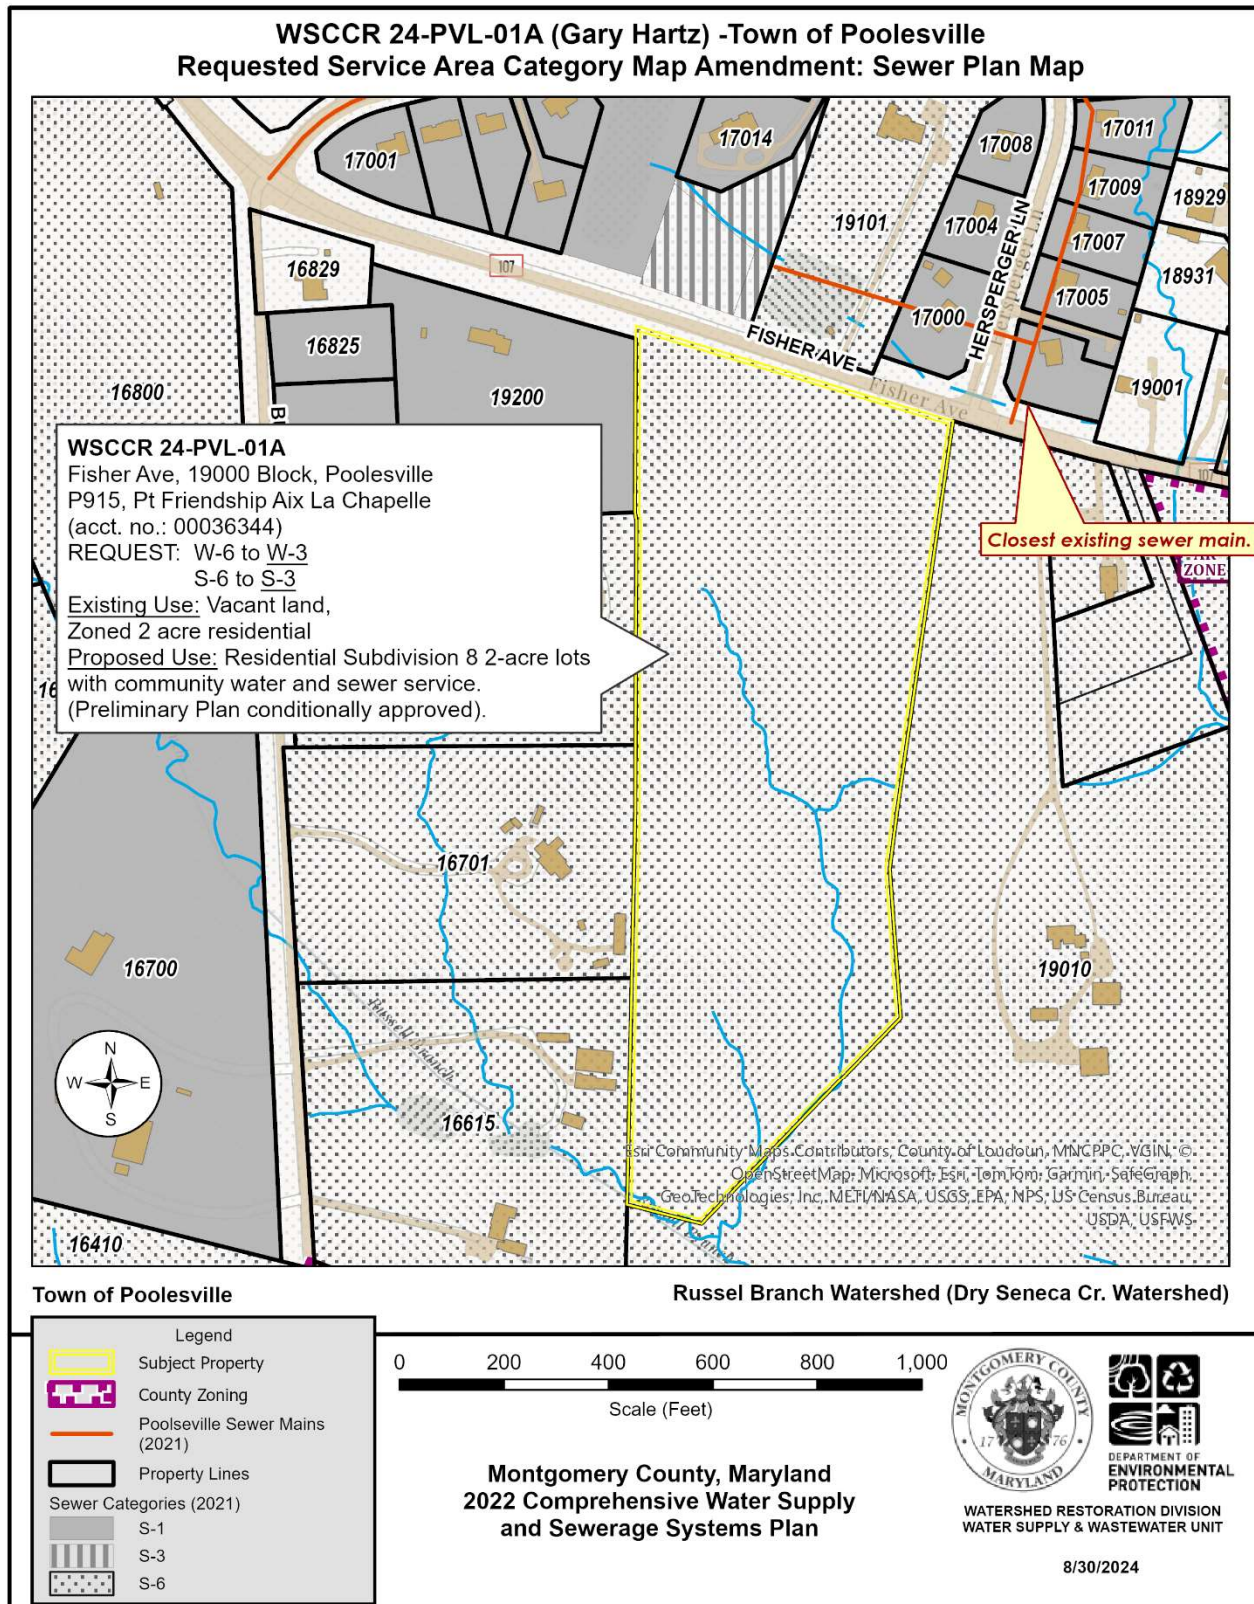 WSCCR 24-PVL-01A (Gary Hartz) -Town of Poolesville
Requested Service Area Category Map Amendment: Sewer Plan Map
17001
17014
17008
17011
17009
18929
19101
17004
17007
18931
HERSPERGER LN
Hersperger Ln
107
16829
17005
17000
16825
FISHER AVE
Fisher Ave
19001
16800
19200
107
WSCCR 24-PVL-01A
Fisher Ave, 19000 Block, Poolesville
P915, Pt Friendship Aix La Chapelle
(acct. no.: 00036344)
REQUEST: W-6 to W-3
S-6 to S-3
Existing Use: Vacant land,
Zoned 2 acre residential
Proposed Use: Residential Subdivision 8 2-acre lots
with community water and sewer service.
(Preliminary Plan conditionally approved).
Closest existing sewer main.
ZONE
16701
16700
19010
Russell Branch
N
W E
S
16615
Esri Community Maps Contributors, County of Loudoun, MNCPPC, VGIN, ©
OpenStreetMap, Microsoft, Esri, TomTom, Garmin, SafeGraph,
GeoTechnologies, Inc, METI/NASA, USGS, EPA, NPS, US Census Bureau,
USDA, USFWS
16410
Town of Poolesville
Russel Branch Watershed (Dry Seneca Cr. Watershed)
Legend
Subject Property
County Zoning
Poolseville Sewer Mains
(2021)
Property Lines
Sewer Categories (2021)
S-1
S-3
S-6
0 200 400 600 800 1,000
Scale (Feet)
Montgomery County, Maryland
2022 Comprehensive Water Supply
and Sewerage Systems Plan
MONTGOMERY COUNTY
17 76
MARYLAND
DEPARTMENT OF
ENVIRONMENTAL
PROTECTION
WATERSHED RESTORATION DIVISION
WATER SUPPLY & WASTEWATER UNIT
8/30/2024